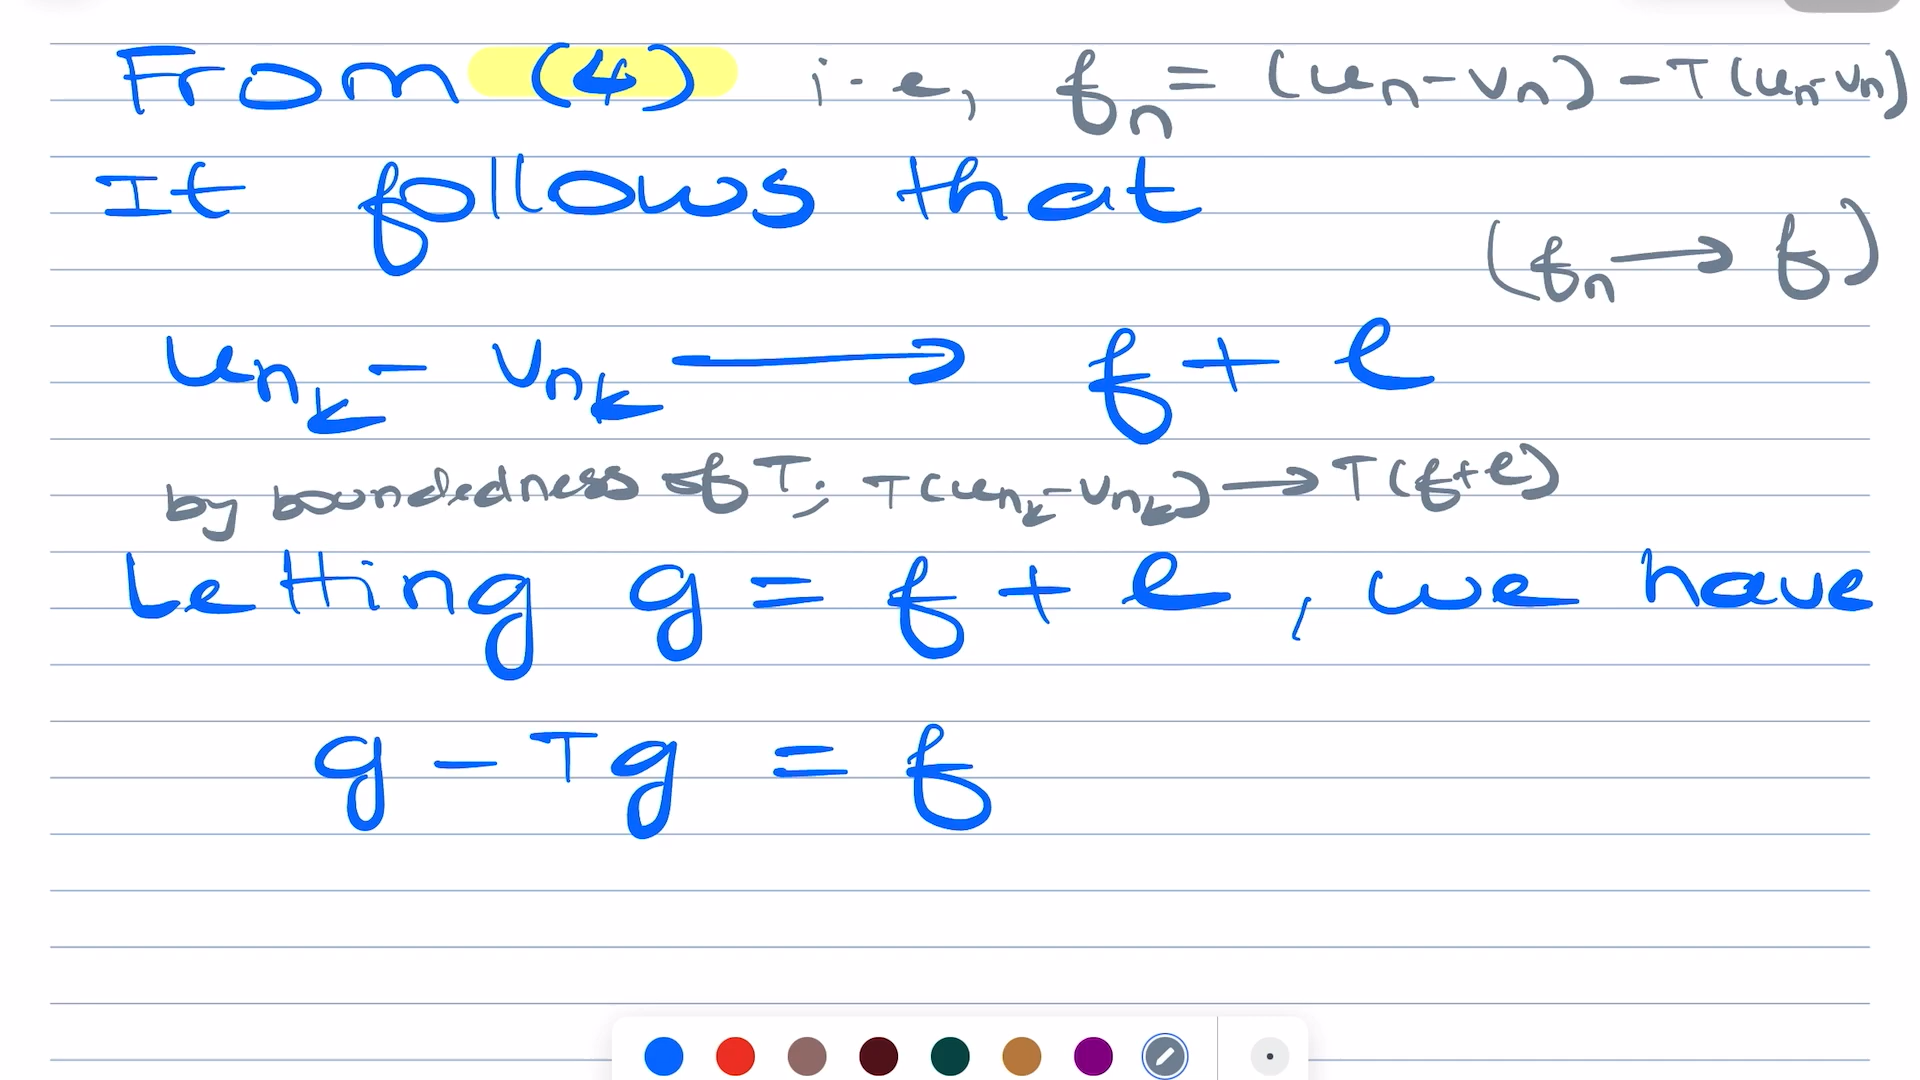 From (4) i.e, fₙ = (uₙ - vₙ) - T(uₙ - vₙ)
It follows that
(fₙ ⟶ f)
uₙₖ - vₙₖ ⟶ f + l
by boundedness of T; T(uₙₖ - vₙₖ) ⟶ T(f+l)
Letting g = f + l, we have
g - Tg = f